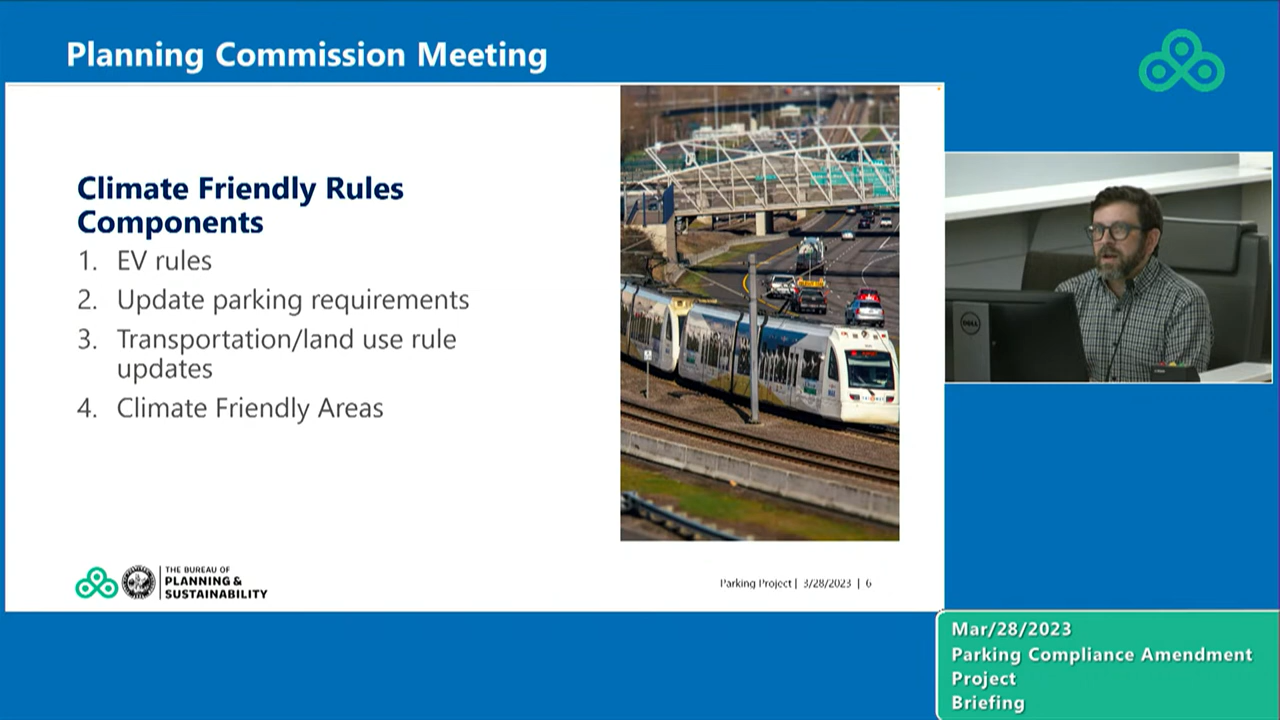 Planning Commission Meeting
Climate Friendly Rules
Components
1. EV rules
2. Update parking requirements
3. Transportation/land use rule
updates
4. Climate Friendly Areas
THE BUREAU OF
PLANNING &
SUSTAINABILITY
Parking Project | 3/28/2023 | 6
DELL
Mar/28/2023
Parking Compliance Amendment
Project
Briefing